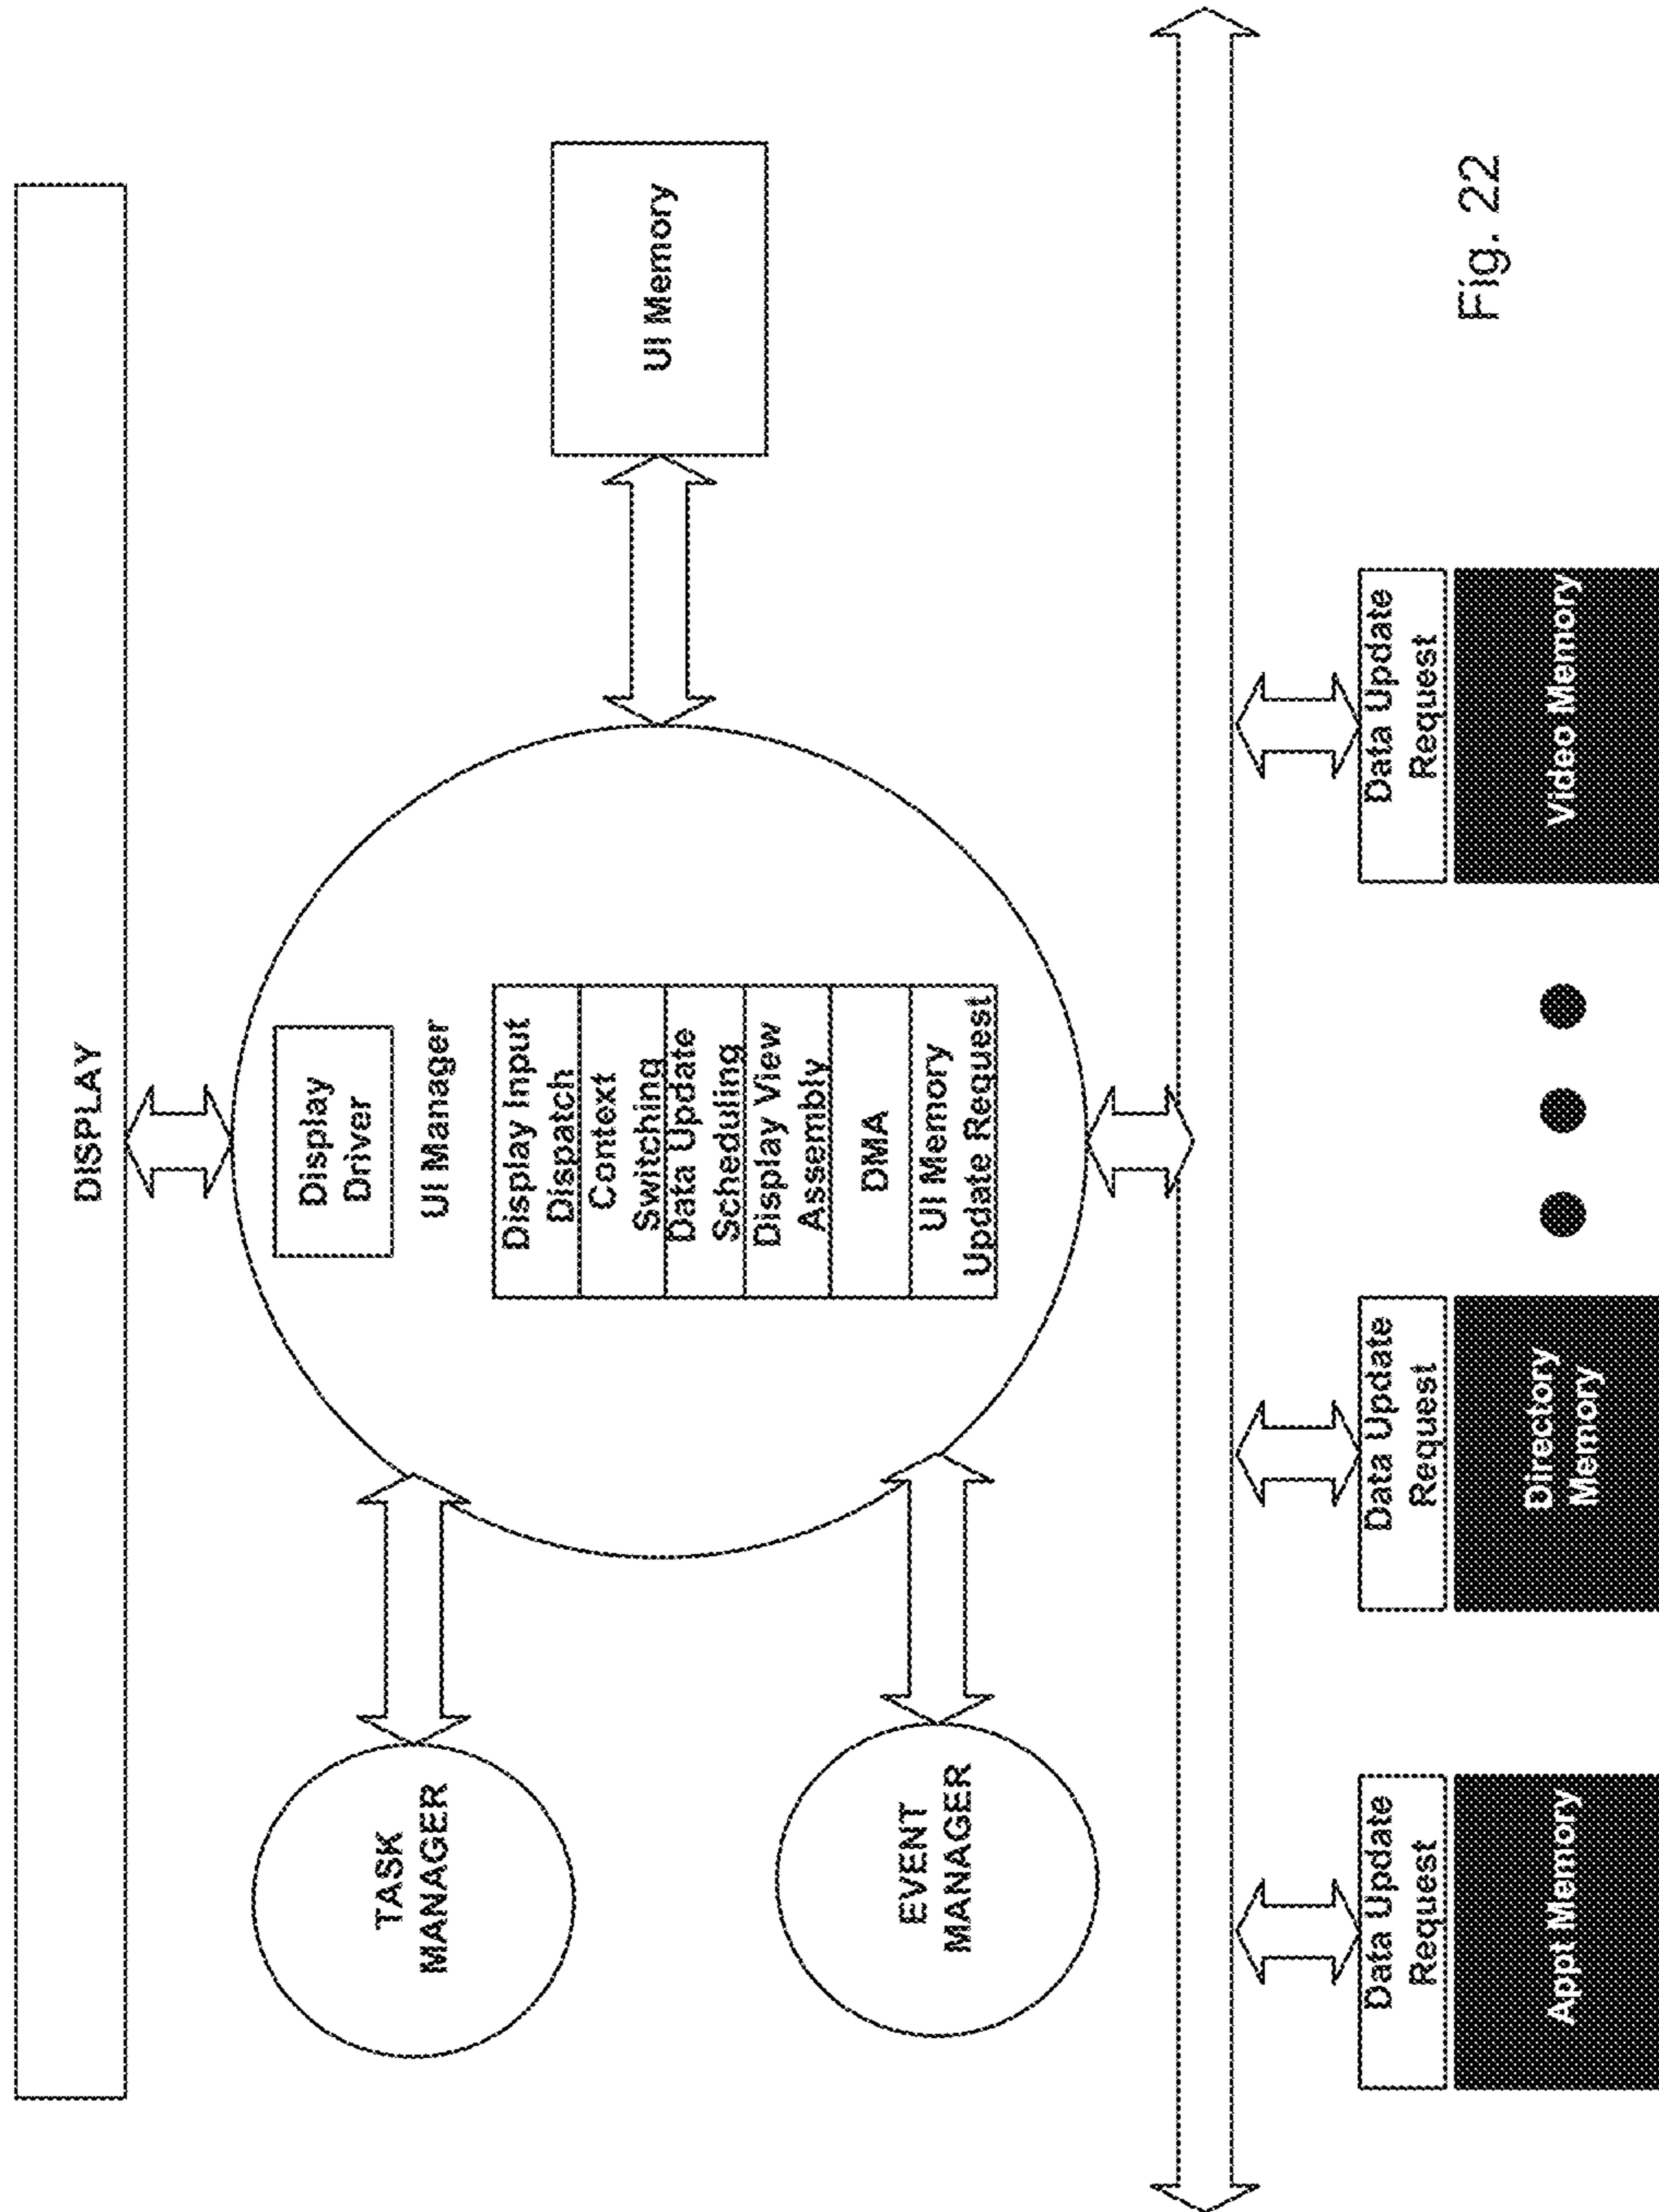 DISPLAY
Display
Driver
UI Manager
TASK
MANAGER
Display Input
Dispatch
Context
Switching
Data Update
Scheduling
Display View
Assembly
DMA
UI Memory
Update Request
UI Memory
EVENT
MANAGER
Data Update
Request
Appt Memory
Data Update
Request
Directory
Memory
Data Update
Request
Video Memory
Fig. 22